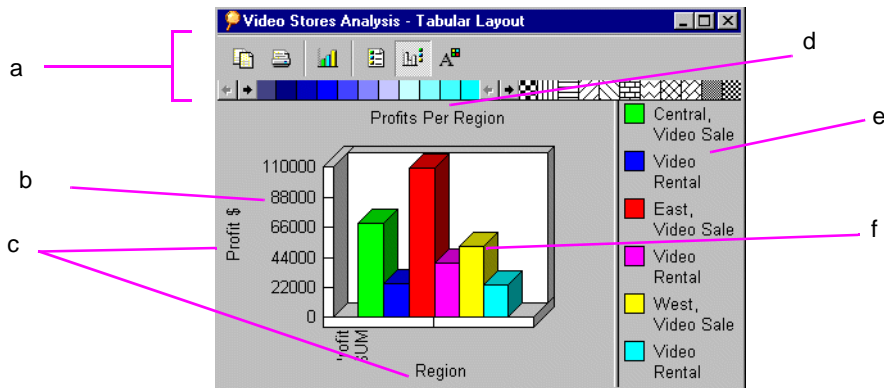 Video Stores Analysis - Tabular Layout
a
d
Profits Per Region
Central,
Video Sale
e
Video
Rental
East,
Video Sale
Video
Rental
West,
Video Sale
Video
Rental
b
c
f
Profit $
110000
88000
66000
44000
22000
0
SUM
Region